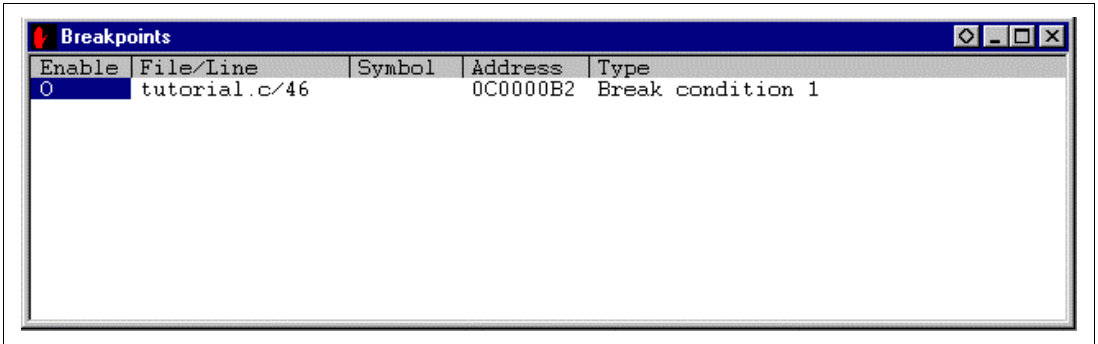 Breakpoints
Enable File/Line Symbol Address Type
O tutorial.c/46 0C0000B2 Break condition 1